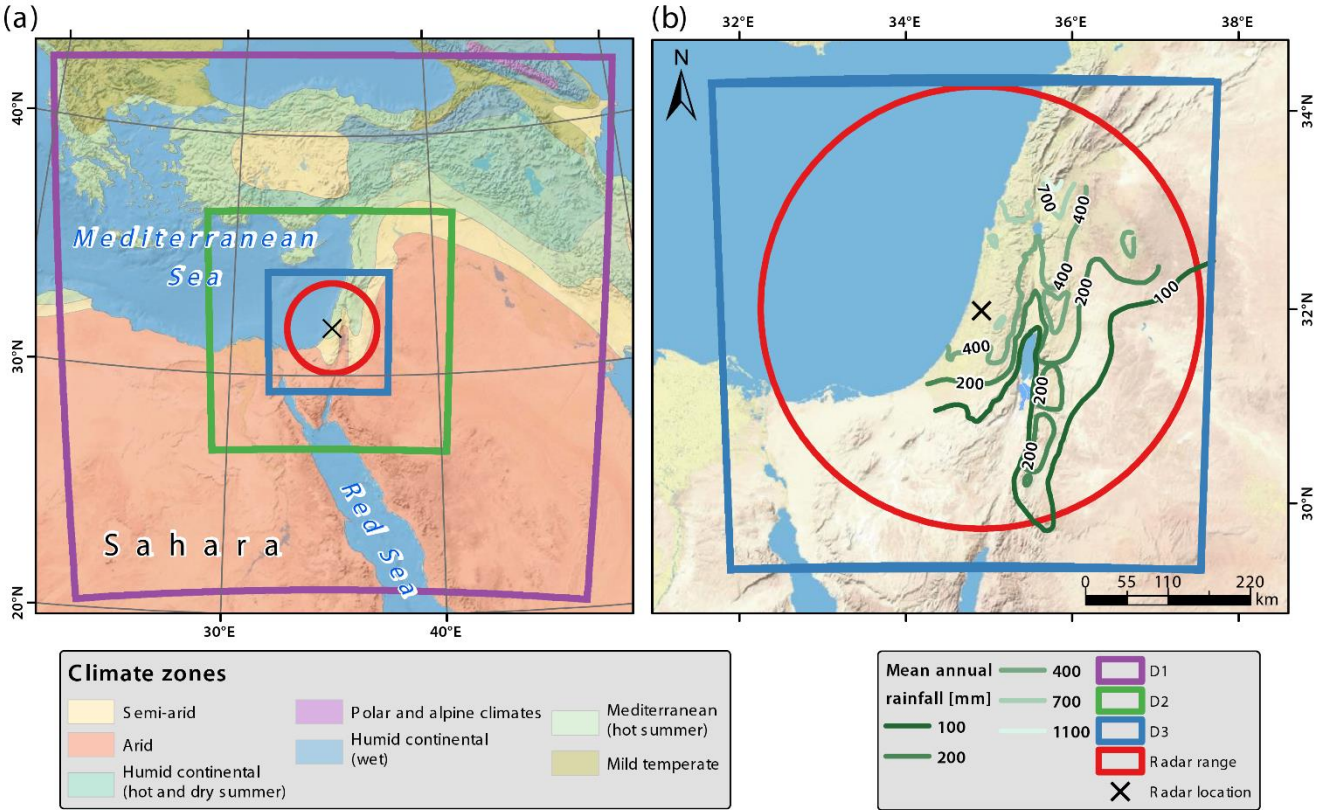 (a)
40°N
30°N
20°N
Mediterranean
Sea
Red Sea
Sahara
30°E
40°E
(b)
32°E
34°E
36°E
38°E
N
34°N
32°N
30°N
700
400
400
200
100
400
200
200
200
0 55 110 220
km
Climate zones
Semi-arid
Arid
Humid continental
(hot and dry summer)
Polar and alpine climates
Humid continental
(wet)
Mediterranean
(hot summer)
Mild temperate
Mean annual
rainfall [mm]
100
200
400
700
1100
D1
D2
D3
Radar range
Radar location